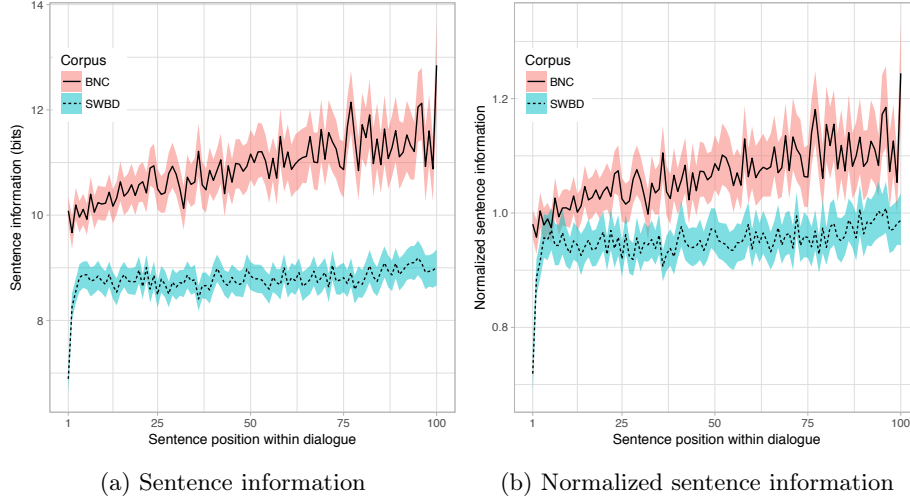 14
12
10
8
Sentence information (bits)
Corpus
BNC
SWBD
1
25
50
75
100
Sentence position within dialogue
(a) Sentence information
1.2
1.0
0.8
Normalized sentence information
Corpus
BNC
SWBD
1
25
50
75
100
Sentence position within dialogue
(b) Normalized sentence information